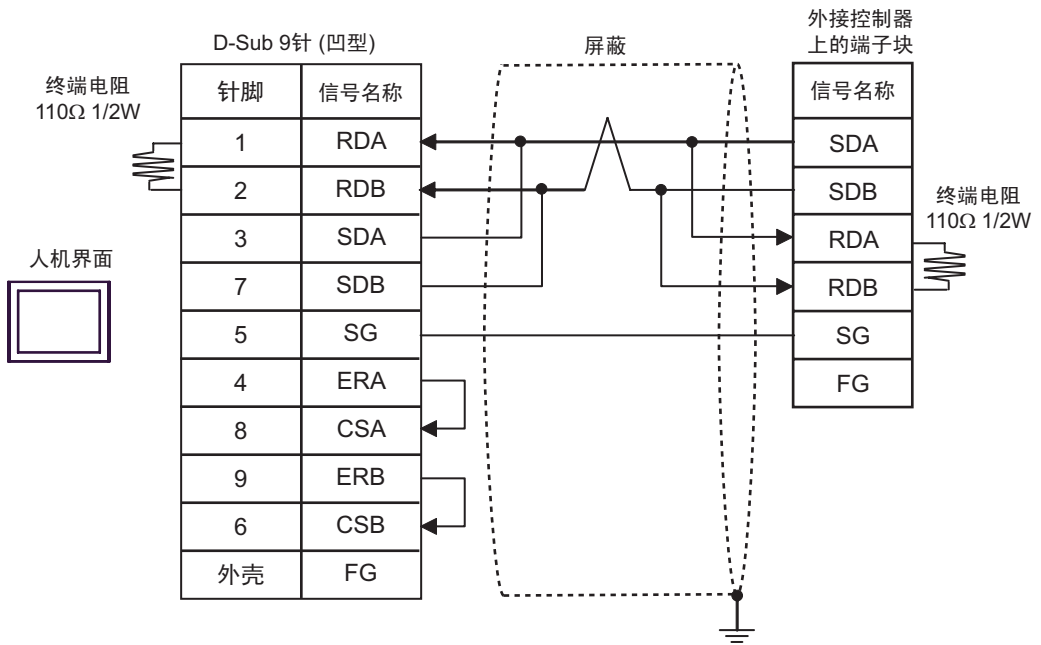 外接控制器
上的端子块
D-Sub 9针 (凹型)
屏蔽
终端电阻
110Ω 1/2W
针脚 信号名称
信号名称
1 RDA
SDA
2 RDB
SDB
终端电阻
110Ω 1/2W
3 SDA
RDA
人机界面
7 SDB
RDB
5 SG
SG
4 ERA
FG
8 CSA
9 ERB
6 CSB
外壳 FG